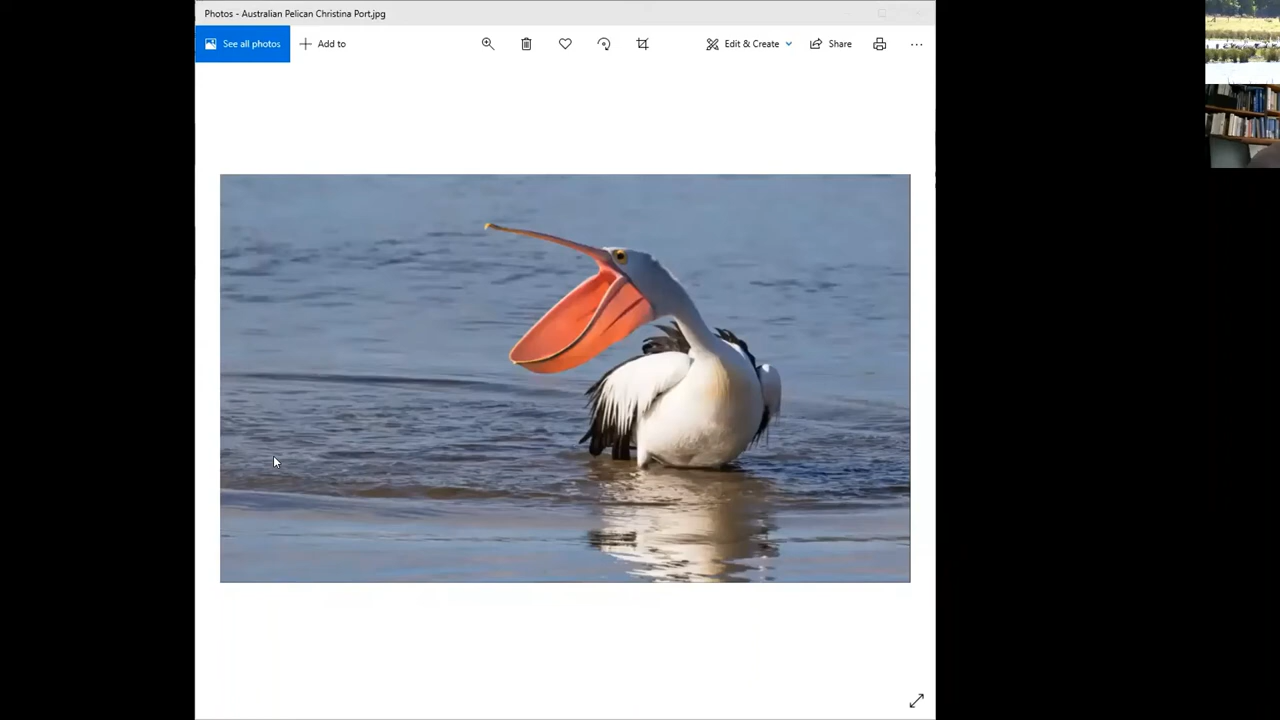 Photos - Australian Pelican Christina Port.jpg
See all photos
Add to
Edit & Create
Share